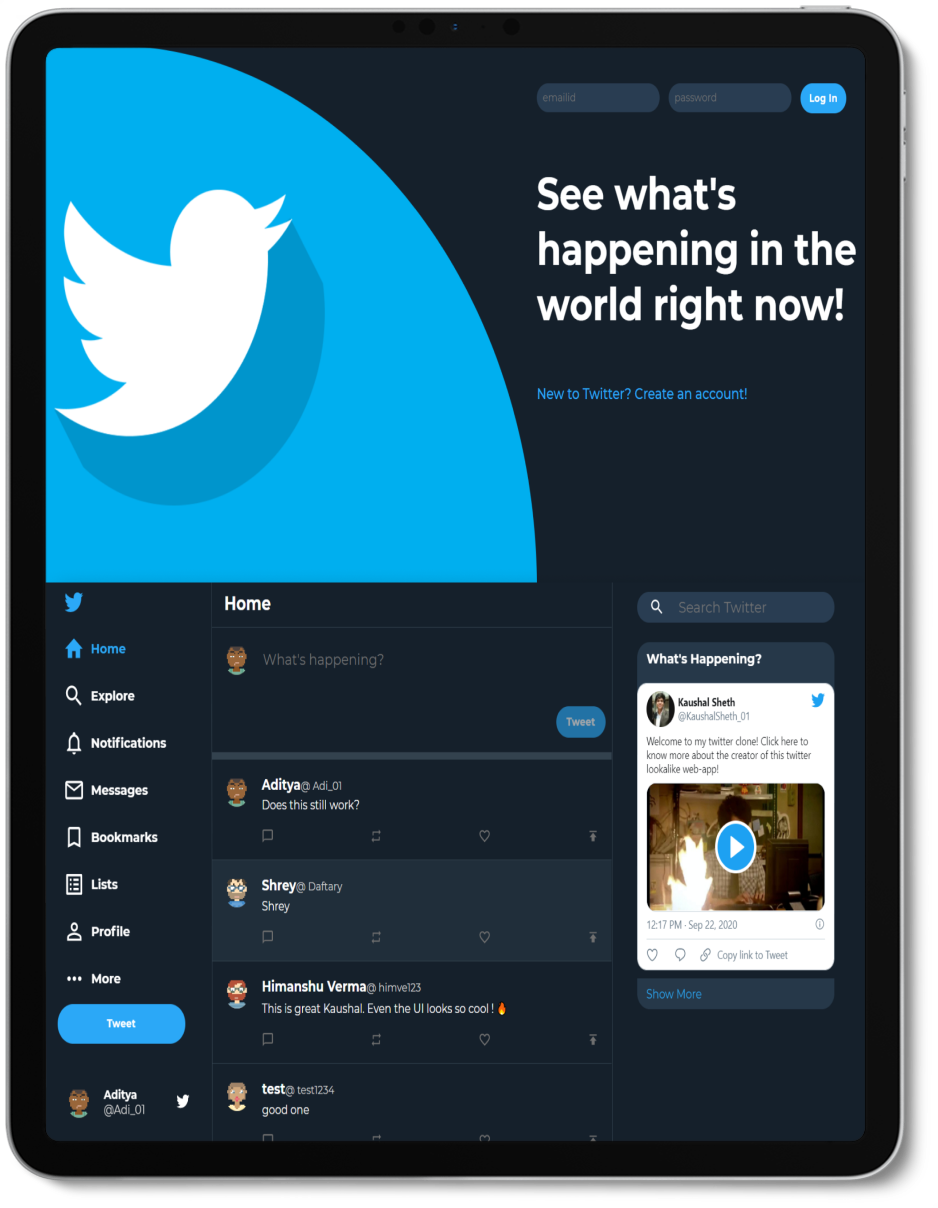 emailid
password
Log In
See what's
happening in the
world right now!
New to Twitter? Create an account!
Home
Explore
Notifications
Messages
Bookmarks
Lists
Profile
More
Tweet
Aditya
@Adi_01
Home
What's happening?
Tweet
Aditya@ Adi_01
Does this still work?
Shrey@ Daftary
Shrey
Himanshu Verma@ himve123
This is great Kaushal. Even the UI looks so cool ! 🔥
test@ test1234
good one
Search Twitter
What's Happening?
Kaushal Sheth
@KaushalSheth_01
Welcome to my twitter clone! Click here to
know more about the creator of this twitter
lookalike web-app!
12:17 PM · Sep 22, 2020
Copy link to Tweet
Show More